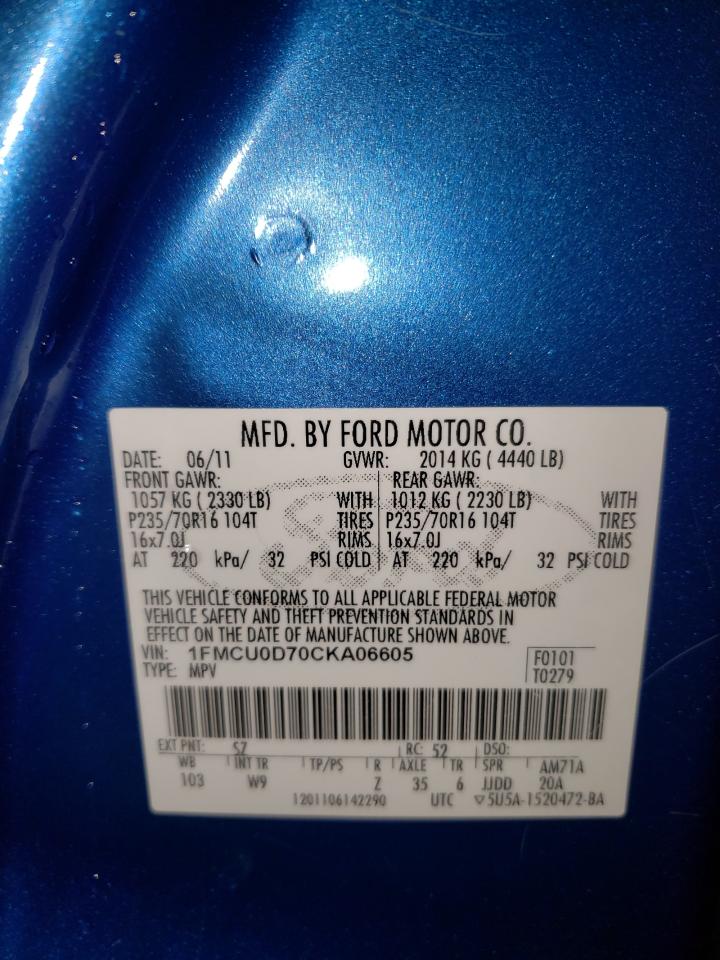 MFD. BY FORD MOTOR CO.
DATE: 06/11 GVWR: 2014 KG ( 4440 LB)
FRONT GAWR: REAR GAWR:
1057 KG ( 2330 LB) WITH 1012 KG ( 2230 LB) WITH
P235/70R16 104T TIRES P235/70R16 104T TIRES
16x7.0J RIMS 16x7.0J RIMS
AT 220 kPa/ 32 PSI COLD AT 220 kPa/ 32 PSI COLD
THIS VEHICLE CONFORMS TO ALL APPLICABLE FEDERAL MOTOR
VEHICLE SAFETY AND THEFT PREVENTION STANDARDS IN
EFFECT ON THE DATE OF MANUFACTURE SHOWN ABOVE.
VIN: 1FMCU0D70CKA06605 F0101
TYPE: MPV T0279
EXT PNT: SZ RC: 52 DSO:
WB INT TR TP/PS R AXLE TR SPR AM71A
103 W9 Z 35 6 JJDD 20A
1201106142290 UTC ▽5U5A-1520472-BA